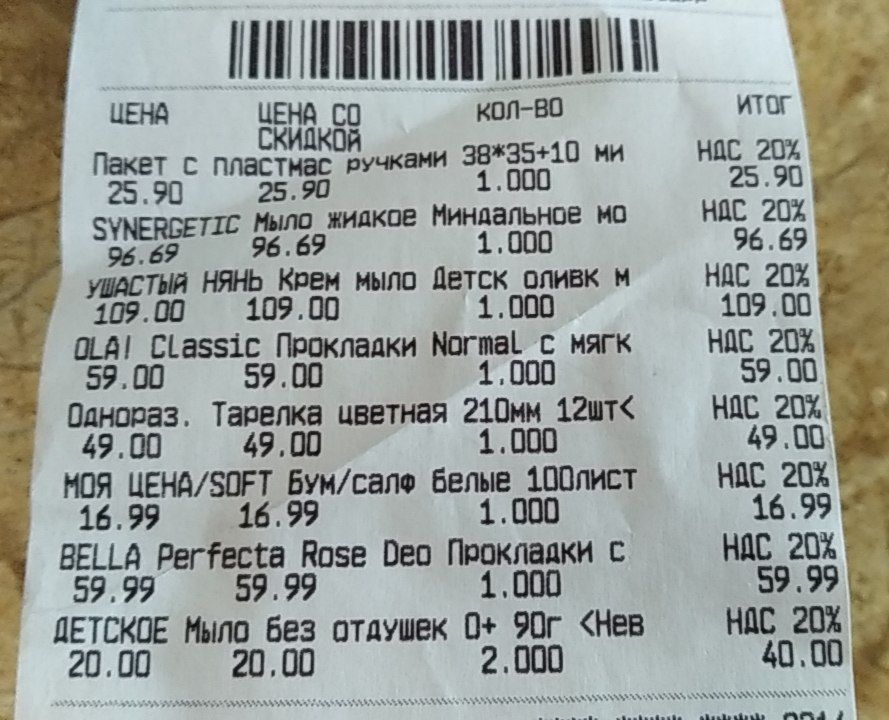 ЦЕНА ЦЕНА СО СКИДКОЙ КОЛ-ВО ИТОГ
Пакет с пластмас ручками 38*35+10 ми НДС 20%
25.90 25.90 1.000 25.90
SYNERGETIC Мыло жидкое Миндальное мо НДС 20%
96.69 96.69 1.000 96.69
УШАСТЫЙ НЯНЬ Крем мыло Детск оливк м НДС 20%
109.00 109.00 1.000 109.00
OLA! Classic Прокладки Normal с мягк НДС 20%
59.00 59.00 1.000 59.00
Однораз. Тарелка цветная 210мм 12шт< НДС 20%
49.00 49.00 1.000 49.00
МОЯ ЦЕНА/SOFT Бум/салф белые 100лист НДС 20%
16.99 16.99 1.000 16.99
BELLA Perfecta Rose Deo Прокладки с НДС 20%
59.99 59.99 1.000 59.99
ДЕТСКОЕ Мыло без отдушек 0+ 90г <Нев НДС 20%
20.00 20.00 2.000 40.00